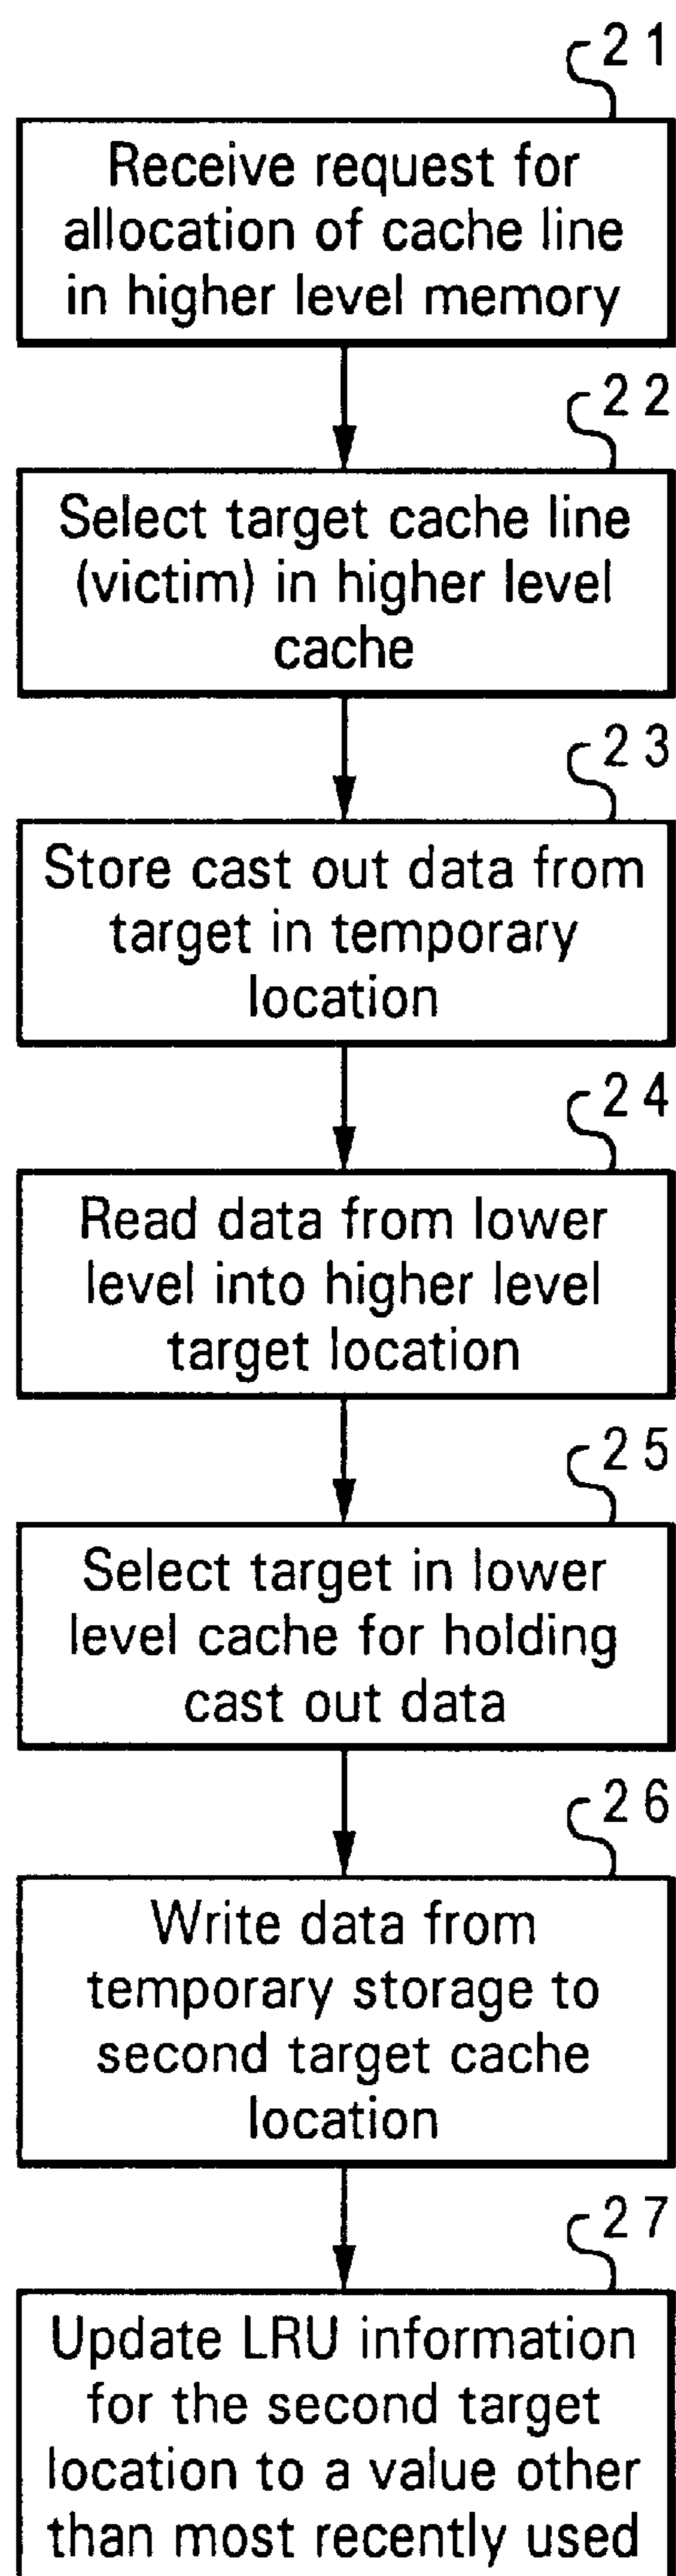 21
Receive request for
allocation of cache line
in higher level memory
22
Select target cache line
(victim) in higher level
cache
23
Store cast out data from
target in temporary
location
24
Read data from lower
level into higher level
target location
25
Select target in lower
level cache for holding
cast out data
26
Write data from
temporary storage to
second target cache
location
27
Update LRU information
for the second target
location to a value other
than most recently used